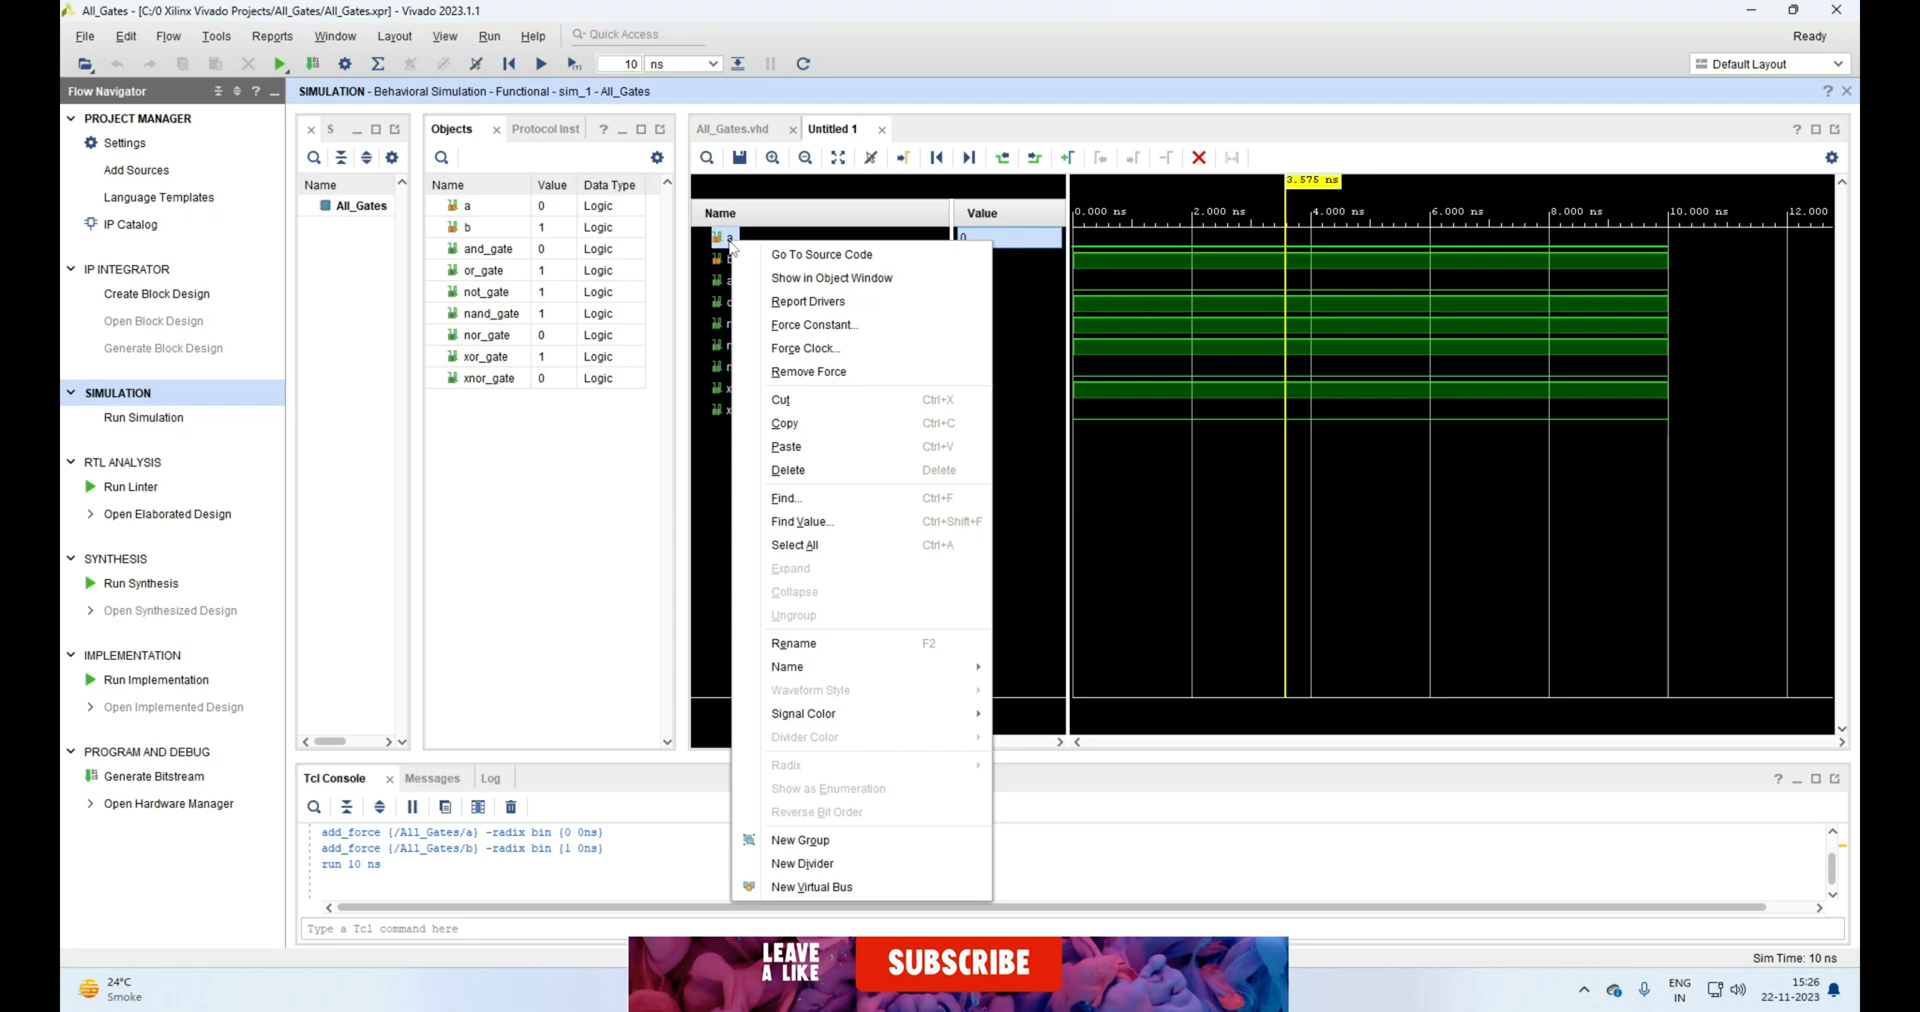 All_Gates - [C:/0 Xilinx Vivado Projects/All_Gates/All_Gates.xpr] - Vivado 2023.1.1
File Edit Flow Tools Reports Window Layout View Run Help Quick Access
Ready
10 ns
Default Layout
Flow Navigator
SIMULATION - Behavioral Simulation - Functional - sim_1 - All_Gates
PROJECT MANAGER
Settings
Add Sources
Language Templates
IP Catalog
IP INTEGRATOR
Create Block Design
Open Block Design
Generate Block Design
SIMULATION
Run Simulation
RTL ANALYSIS
Run Linter
Open Elaborated Design
SYNTHESIS
Run Synthesis
Open Synthesized Design
IMPLEMENTATION
Run Implementation
Open Implemented Design
PROGRAM AND DEBUG
Generate Bitstream
Open Hardware Manager
S
Name
All_Gates
Objects Protocol Inst
Name Value Data Type
a 0 Logic
b 1 Logic
and_gate 0 Logic
or_gate 1 Logic
not_gate 1 Logic
nand_gate 1 Logic
nor_gate 0 Logic
xor_gate 1 Logic
xnor_gate 0 Logic
All_Gates.vhd Untitled 1
Name Value
a 0
3.575 ns
0.000 ns 2.000 ns 4.000 ns 6.000 ns 8.000 ns 10.000 ns 12.000
Go To Source Code
Show in Object Window
Report Drivers
Force Constant...
Force Clock...
Remove Force
Cut Ctrl+X
Copy Ctrl+C
Paste Ctrl+V
Delete Delete
Find... Ctrl+F
Find Value... Ctrl+Shift+F
Select All Ctrl+A
Expand
Collapse
Ungroup
Rename F2
Name
Waveform Style
Signal Color
Divider Color
Radix
Show as Enumeration
Reverse Bit Order
New Group
New Divider
New Virtual Bus
Tcl Console Messages Log
add_force {/All_Gates/a} -radix bin {0 0ns}
add_force {/All_Gates/b} -radix bin {1 0ns}
run 10 ns
Type a Tcl command here
Sim Time: 10 ns
LEAVE
A LIKE
SUBSCRIBE
24°C
Smoke
ENG
IN
15:26
22-11-2023